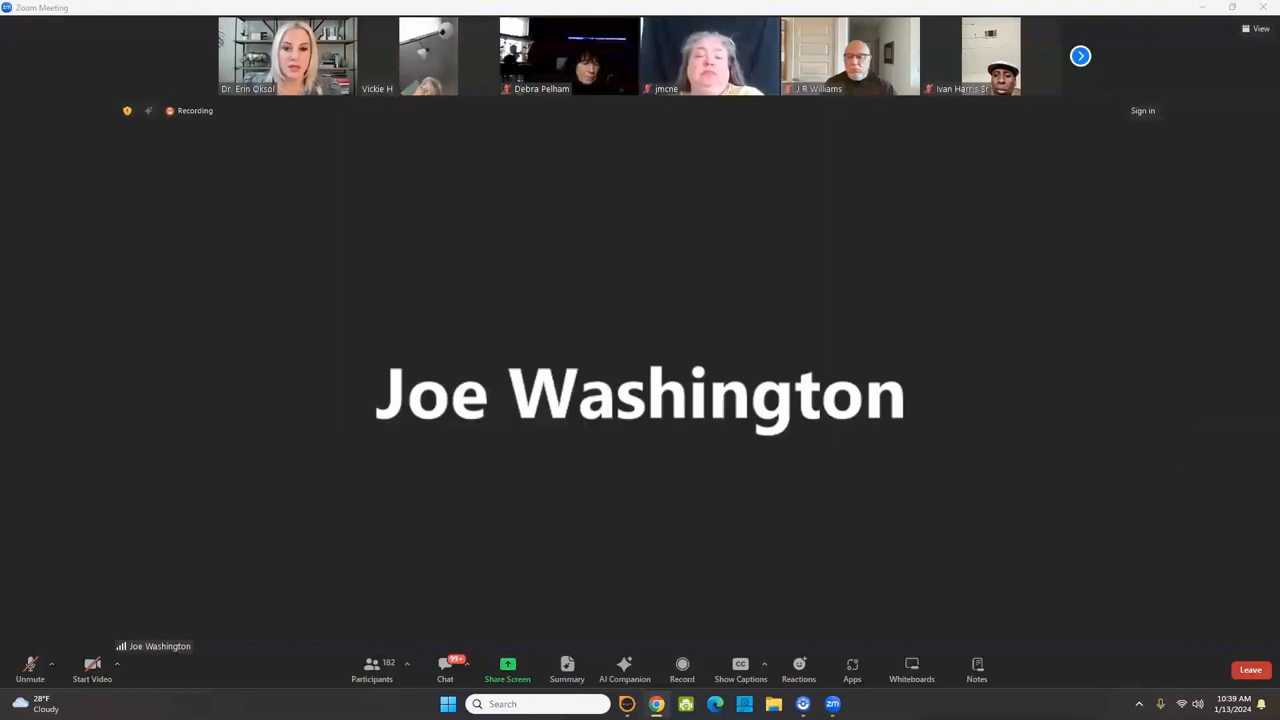 Zoom Meeting
View
Dr. Erin Oksol
Vickie H
Debra Pelham
jmcne
J R Williams
Ivan Harris Sr
Recording
Sign in
Joe Washington
Joe Washington
Unmute
Start Video
182
Participants
99+
Chat
Share Screen
Summary
AI Companion
Record
CC
Show Captions
Reactions
Apps
Whiteboards
Notes
Leave
28°F
Cloudy
Search
zm
10:39 AM
1/13/2024